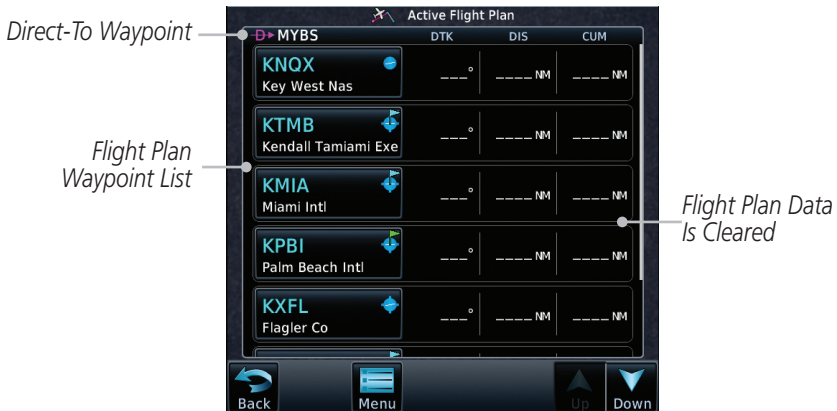 Active Flight Plan
Direct-To Waypoint
D MYBS DTK DIS CUM
KNQX
Key West Nas
___° ____NM ____NM
KTMB
Kendall Tamiami Exe
___° ____NM ____NM
Flight Plan
Waypoint List
KMIA
Miami Intl
___° ____NM ____NM
Flight Plan Data
Is Cleared
KPBI
Palm Beach Intl
___° ____NM ____NM
KXFL
Flagler Co
___° ____NM ____NM
Back Menu Up Down